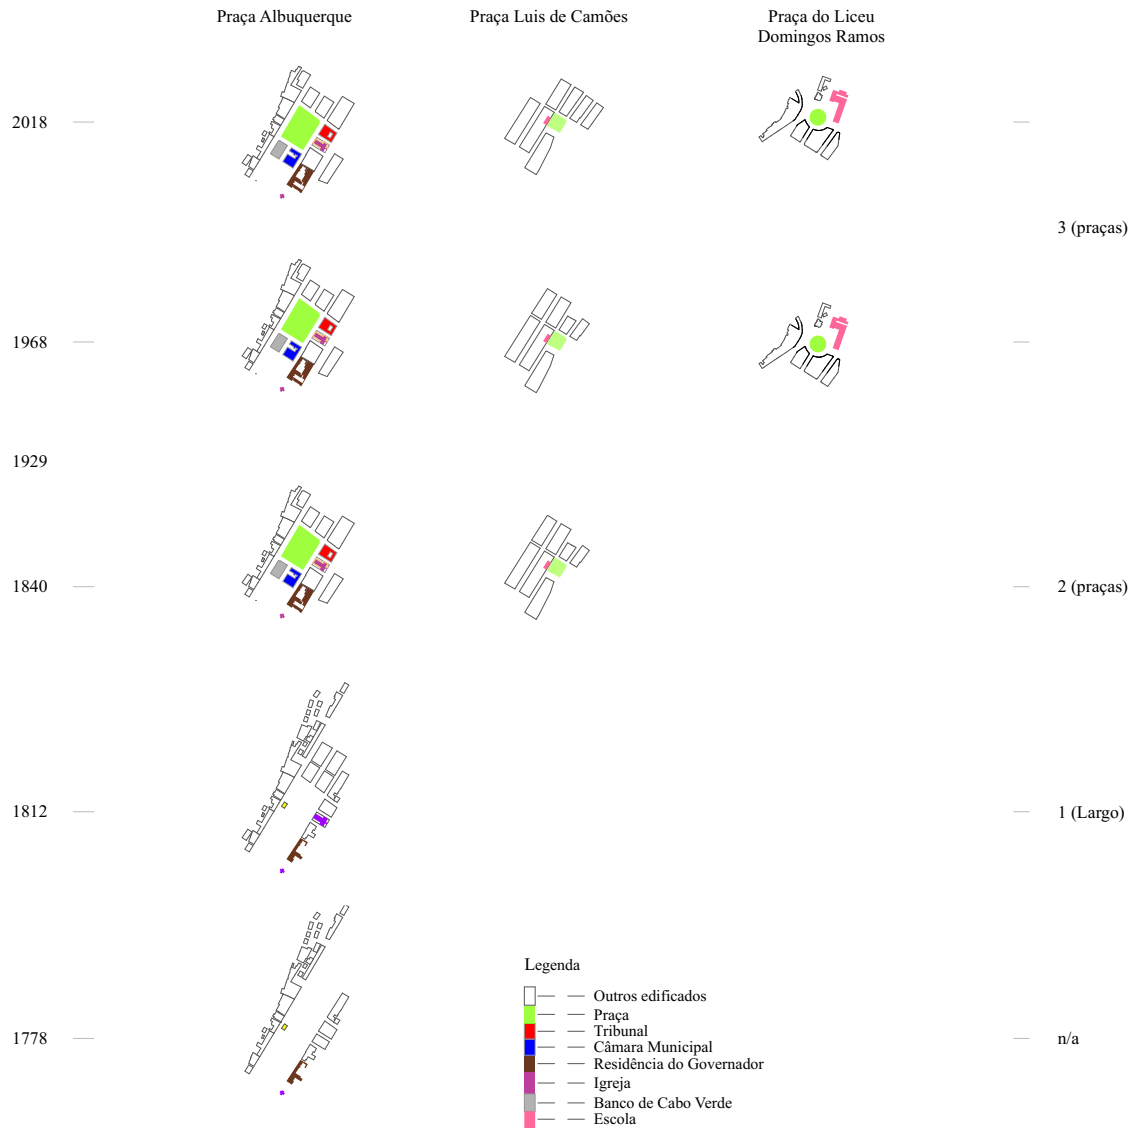 Praça Albuquerque
Praça Luis de Camões
Praça do Liceu
Domingos Ramos
2018
3 (praças)
1968
1929
1840
2 (praças)
1812
1 (Largo)
1778
n/a
Legenda
Outros edificados
Praça
Tribunal
Câmara Municipal
Residência do Governador
Igreja
Banco de Cabo Verde
Escola